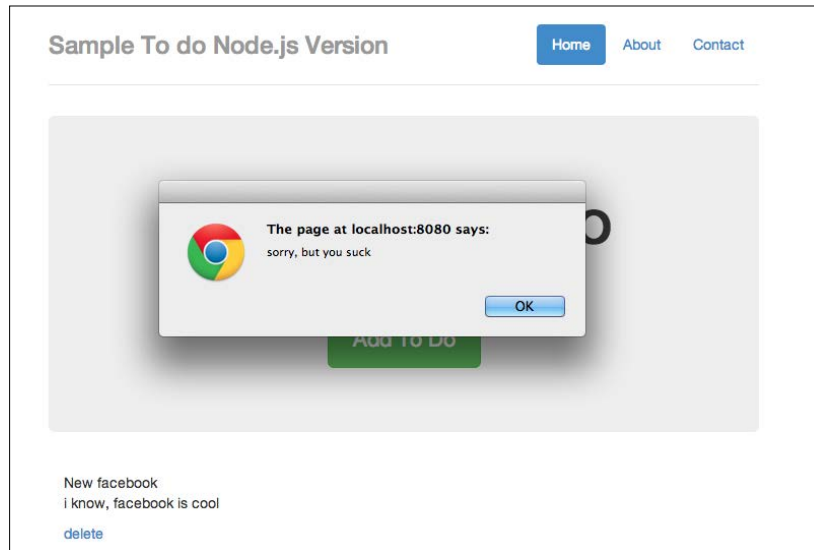 Sample To do Node.js Version
Home
About
Contact
The page at localhost:8080 says:
sorry, but you suck
OK
Add To Do
New facebook
i know, facebook is cool
delete